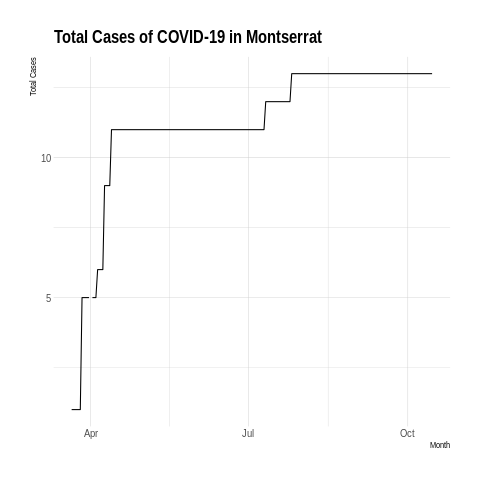 Total Cases of COVID-19 in Montserrat
Total Cases
10
5
Apr
Jul
Oct
Month